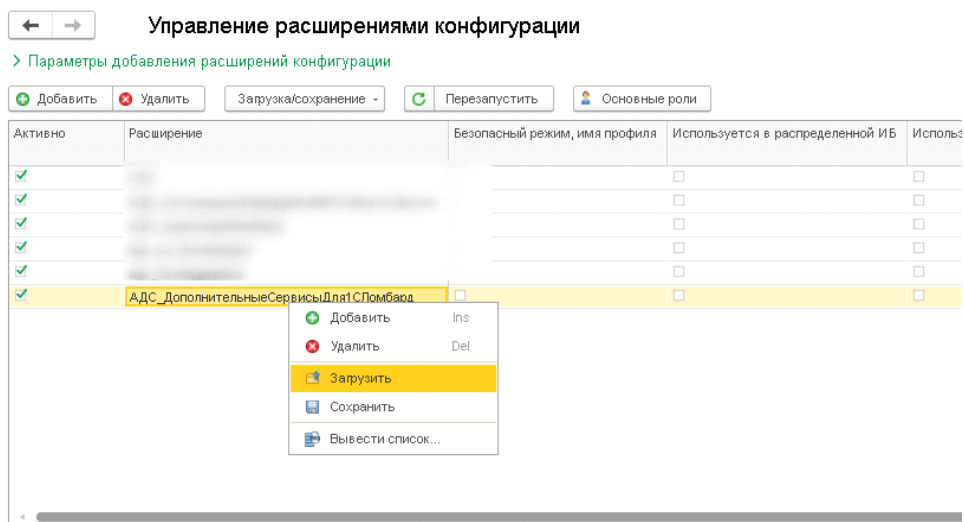 Управление расширениями конфигурации
Параметры добавления расширений конфигурации
Добавить Удалить Загрузка/сохранение Перезапустить Основные роли
Активно Расширение Безопасный режим, имя профиля Используется в распределенной ИБ Использ
АДС_ДополнительныеСервисыДля1СЛомбард
Добавить Ins
Удалить Del
Загрузить
Сохранить
Вывести список...